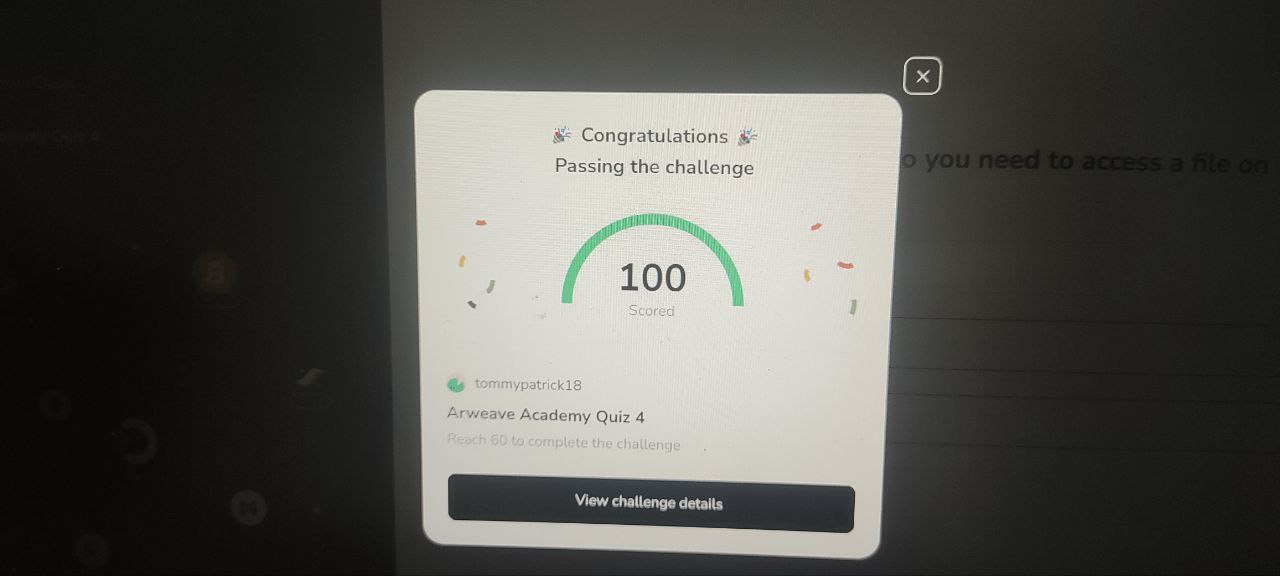 🎉 Congratulations 🎉
Passing the challenge
o you need to access a file on
100
Scored
tommypatrick18
Arweave Academy Quiz 4
Reach 60 to complete the challenge
View challenge details